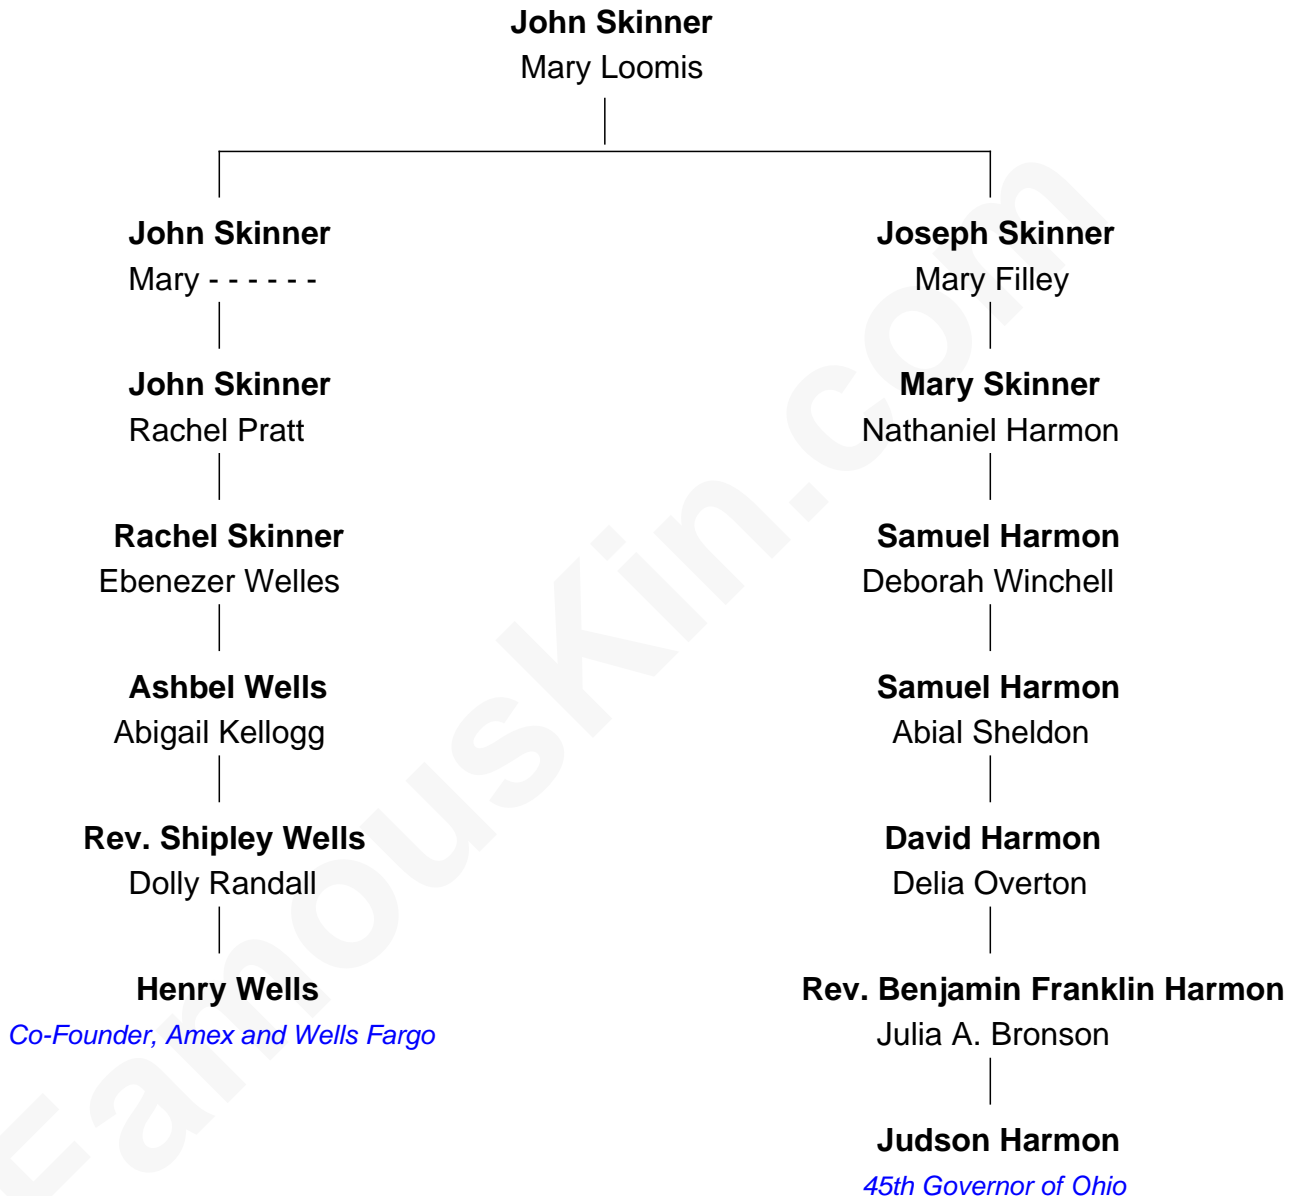 John Skinner
Mary Loomis
John Skinner
Mary - - - - - -
Joseph Skinner
Mary Filley
John Skinner
Rachel Pratt
Mary Skinner
Nathaniel Harmon
Rachel Skinner
Ebenezer Welles
Samuel Harmon
Deborah Winchell
Ashbel Wells
Abigail Kellogg
Samuel Harmon
Abial Sheldon
Rev. Shipley Wells
Dolly Randall
David Harmon
Delia Overton
Henry Wells
Co-Founder, Amex and Wells Fargo
Rev. Benjamin Franklin Harmon
Julia A. Bronson
Judson Harmon
45th Governor of Ohio
FamousKin.com